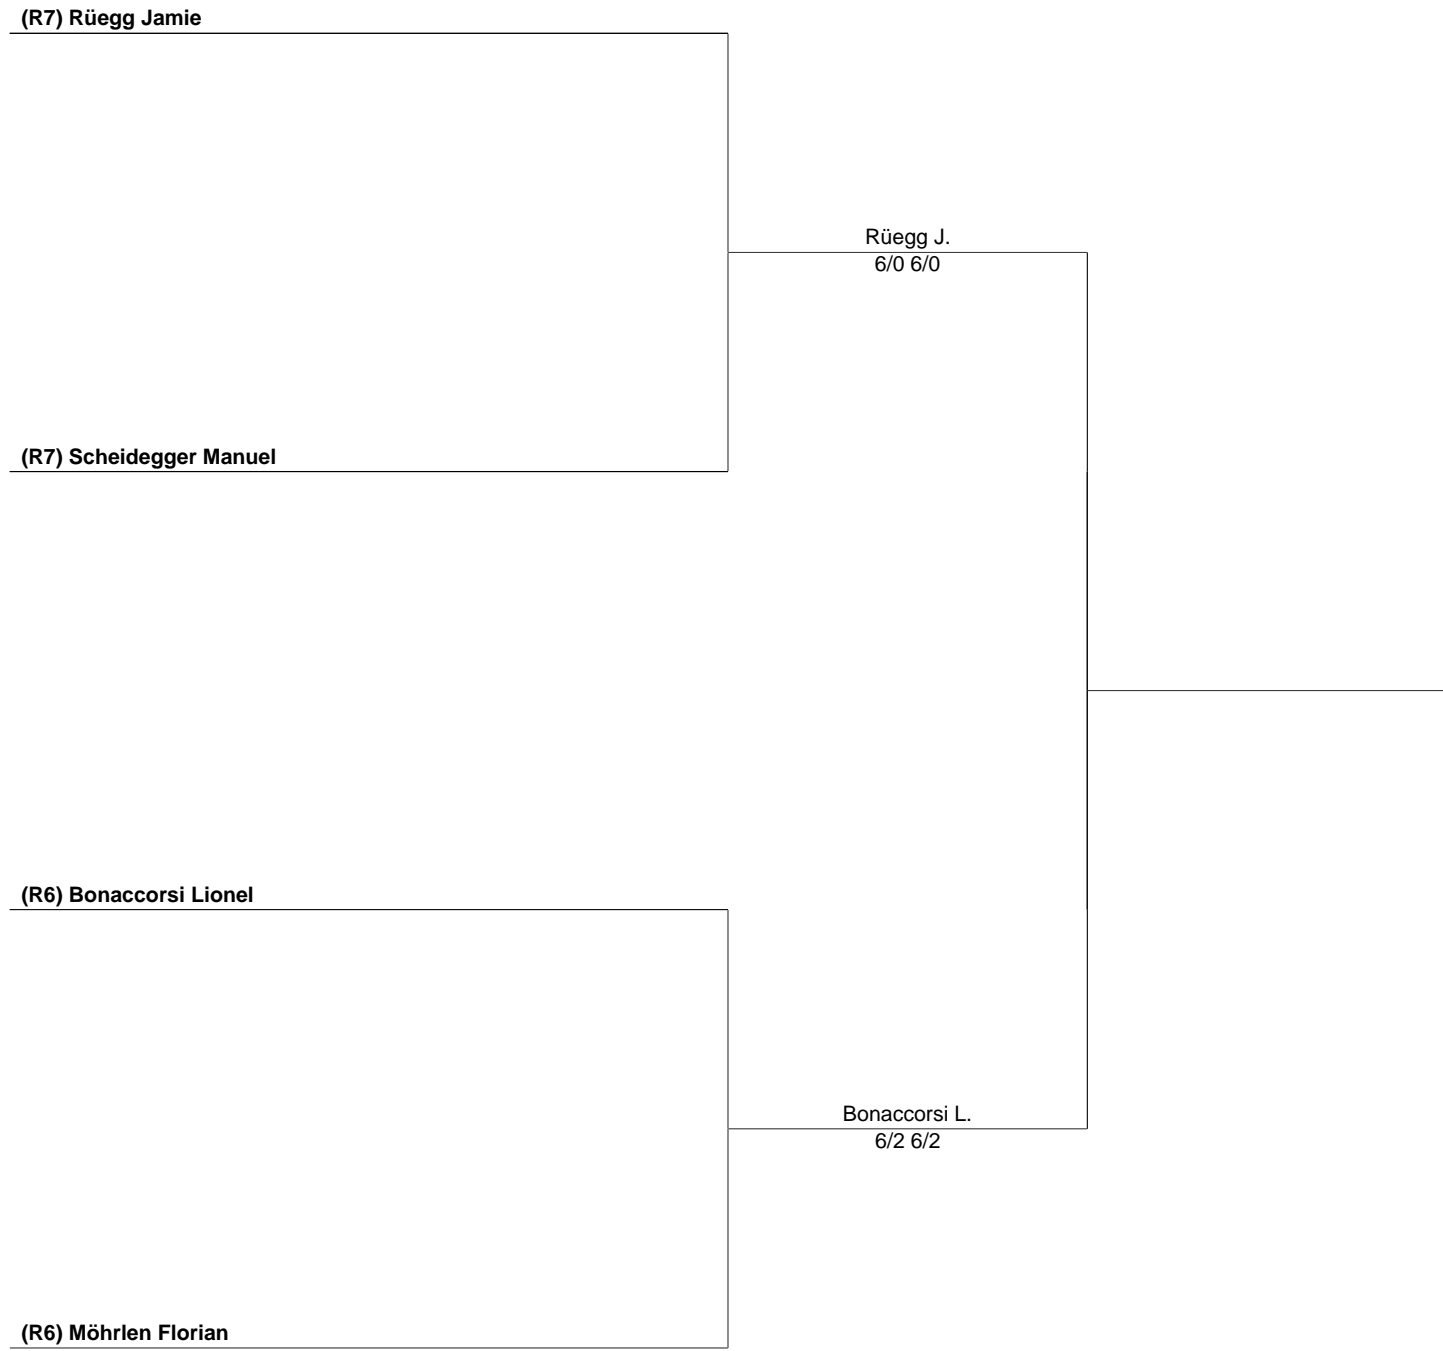 (R7) Rüegg Jamie
Rüegg J.
6/0 6/0
(R7) Scheidegger Manuel
(R6) Bonaccorsi Lionel
Bonaccorsi L.
6/2 6/2
(R6) Möhrlen Florian